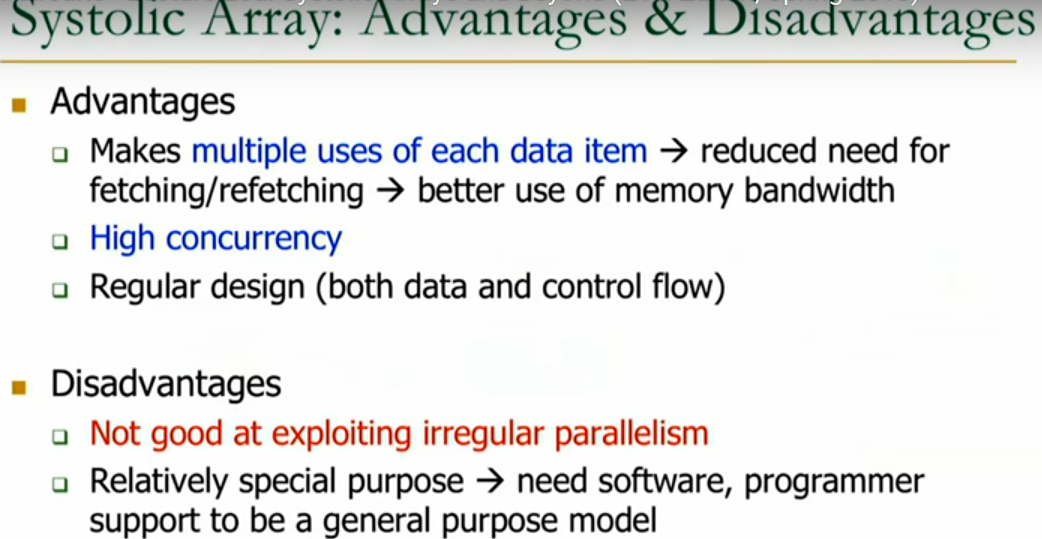 Systolic Array: Advantages & Disadvantages
Advantages
Makes multiple uses of each data item → reduced need for
fetching/refetching → better use of memory bandwidth
High concurrency
Regular design (both data and control flow)
Disadvantages
Not good at exploiting irregular parallelism
Relatively special purpose → need software, programmer
support to be a general purpose model